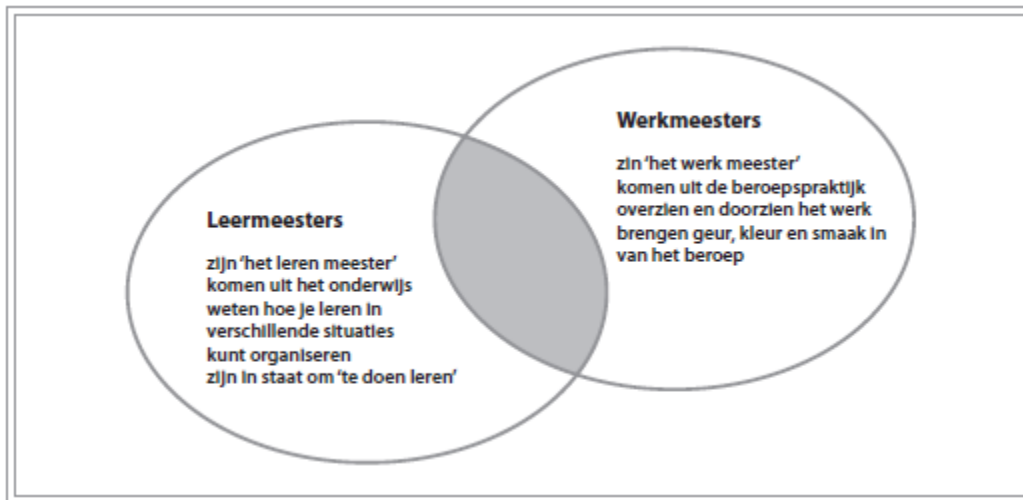 Leermeesters
zijn ‘het leren meester’
komen uit het onderwijs
weten hoe je leren in
verschillende situaties
kunt organiseren
zijn in staat om ‘te doen leren’
Werkmeesters
zin ‘het werk meester’
komen uit de beroepspraktijk
overzien en doorzien het werk
brengen geur, kleur en smaak in
van het beroep